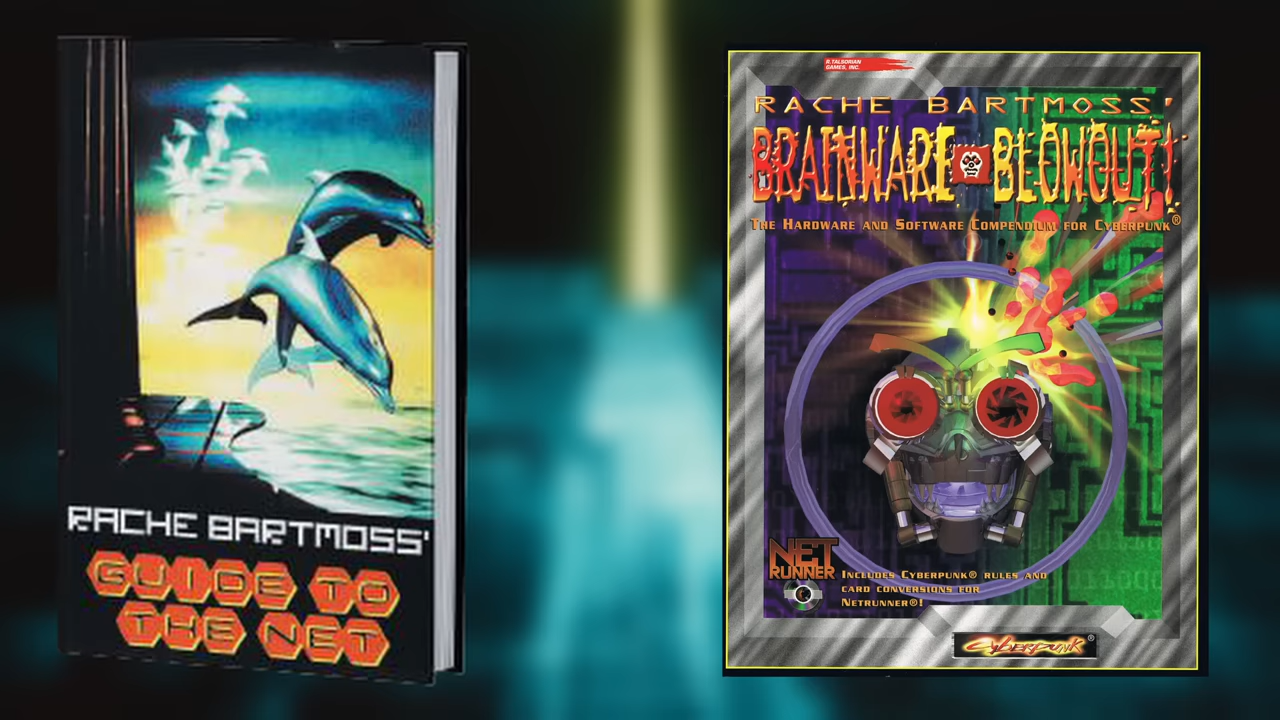 RACHE BARTMOSS'
GUIDE TO
THE NET
R.TALSORIAN
GAMES, INC.
RACHE BARTMOSS'
BRAINWARE BLOWOUT!
THE HARDWARE AND SOFTWARE COMPENDIUM FOR CYBERPUNK®
NET
RUNNER
INCLUDES CYBERPUNK® RULES AND
CARD CONVERSIONS FOR
NETRUNNER®!
CYBERPUNK®